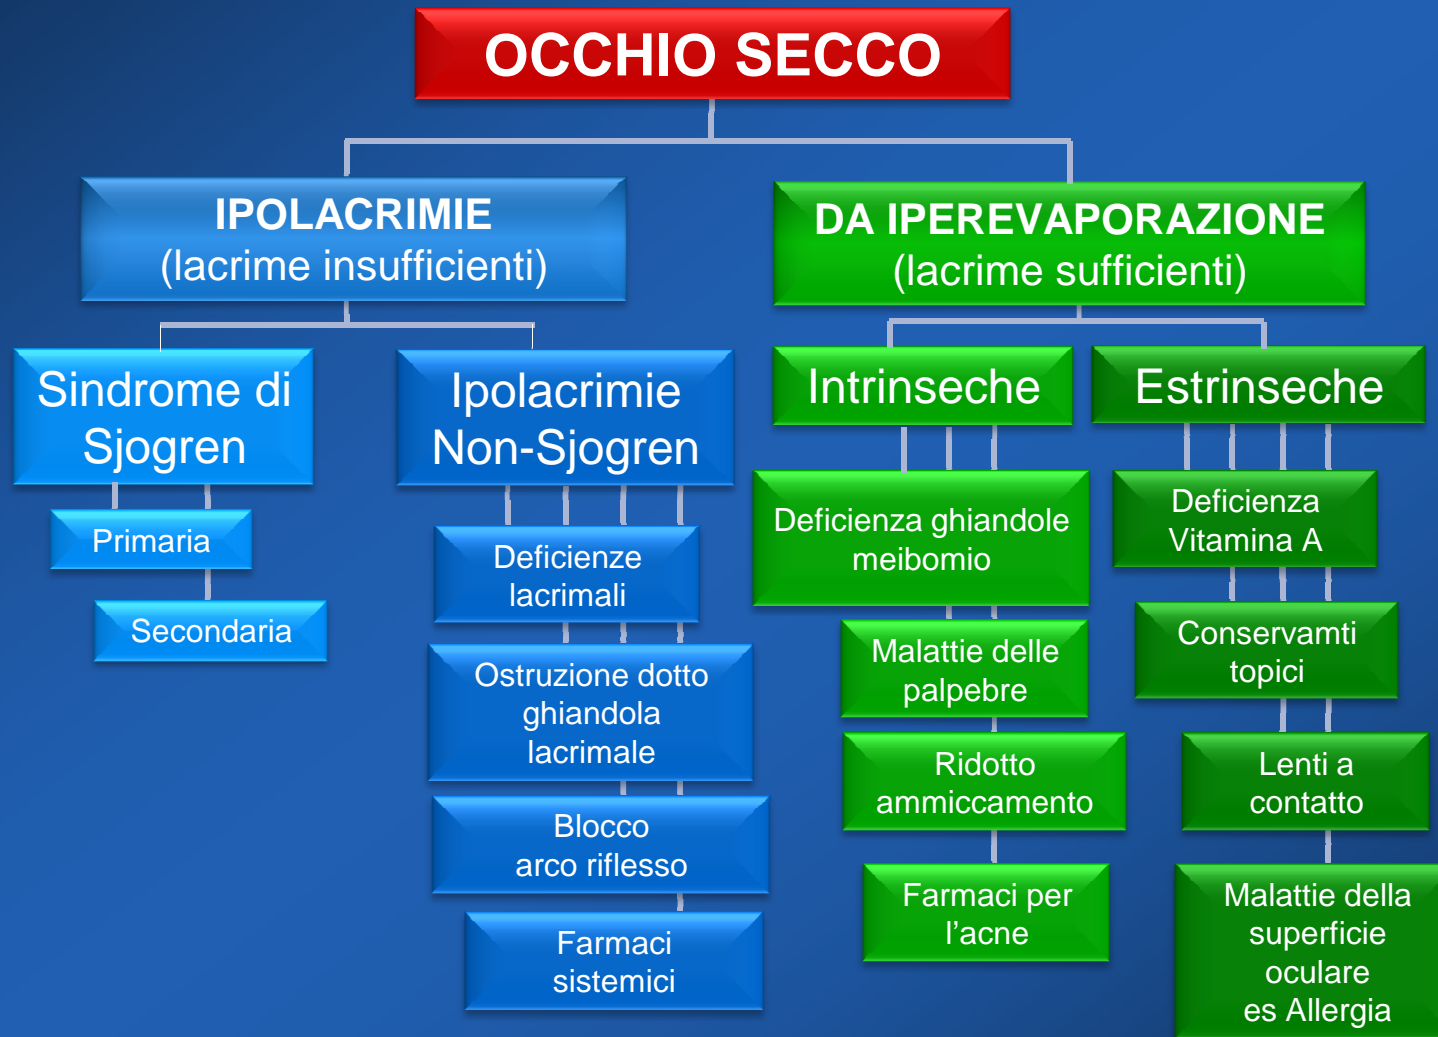 OCCHIO SECCO
IPOLACRIMIE
(lacrime insufficienti)
DA IPEREVAPORAZIONE
(lacrime sufficienti)
Sindrome di
Sjogren
Ipolacrimie
Non-Sjogren
Intrinseche
Estrinseche
Primaria
Secondaria
Deficienze
lacrimali
Ostruzione dotto
ghiandola
lacrimale
Blocco
arco riflesso
Farmaci
sistemici
Deficienza ghiandole
meibomio
Malattie delle
palpebre
Ridotto
ammiccamento
Farmaci per
l’acne
Deficienza
Vitamina A
Conservamti
topici
Lenti a
contatto
Malattie della
superficie
oculare
es Allergia